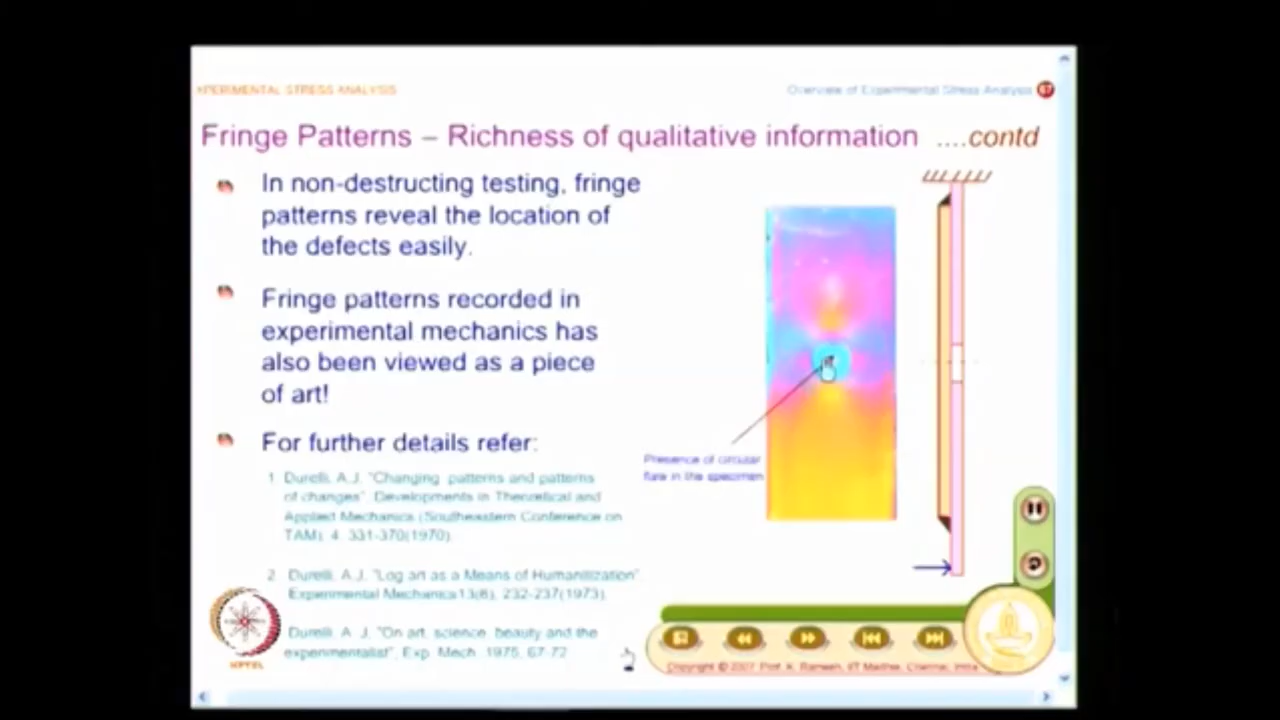 XPERIMENTAL STRESS ANALYSIS
Overview of Experimental Stress Analysis 67
Fringe Patterns – Richness of qualitative information ....contd
In non-destructing testing, fringe
patterns reveal the location of
the defects easily.
Fringe patterns recorded in
experimental mechanics has
also been viewed as a piece
of art!
For further details refer:
1. Durelli, A.J. "Changing patterns and patterns
of changes". Developments in Theoretical and
Applied Mechanics (Southeastern Conference on
TAM), 4, 331-370(1970).
2. Durelli, A.J. "Log art as a Means of Humanitization".
Experimental Mechanics13(6), 232-237(1973).
Durelli, A. J. "On art, science, beauty and the
experimentalist", Exp. Mech. 1975, 67-72
Presence of circular
flaw in the specimen
NPTEL
Copyright © 2007, Prof. K. Ramesh, IIT Madras, Chennai, India